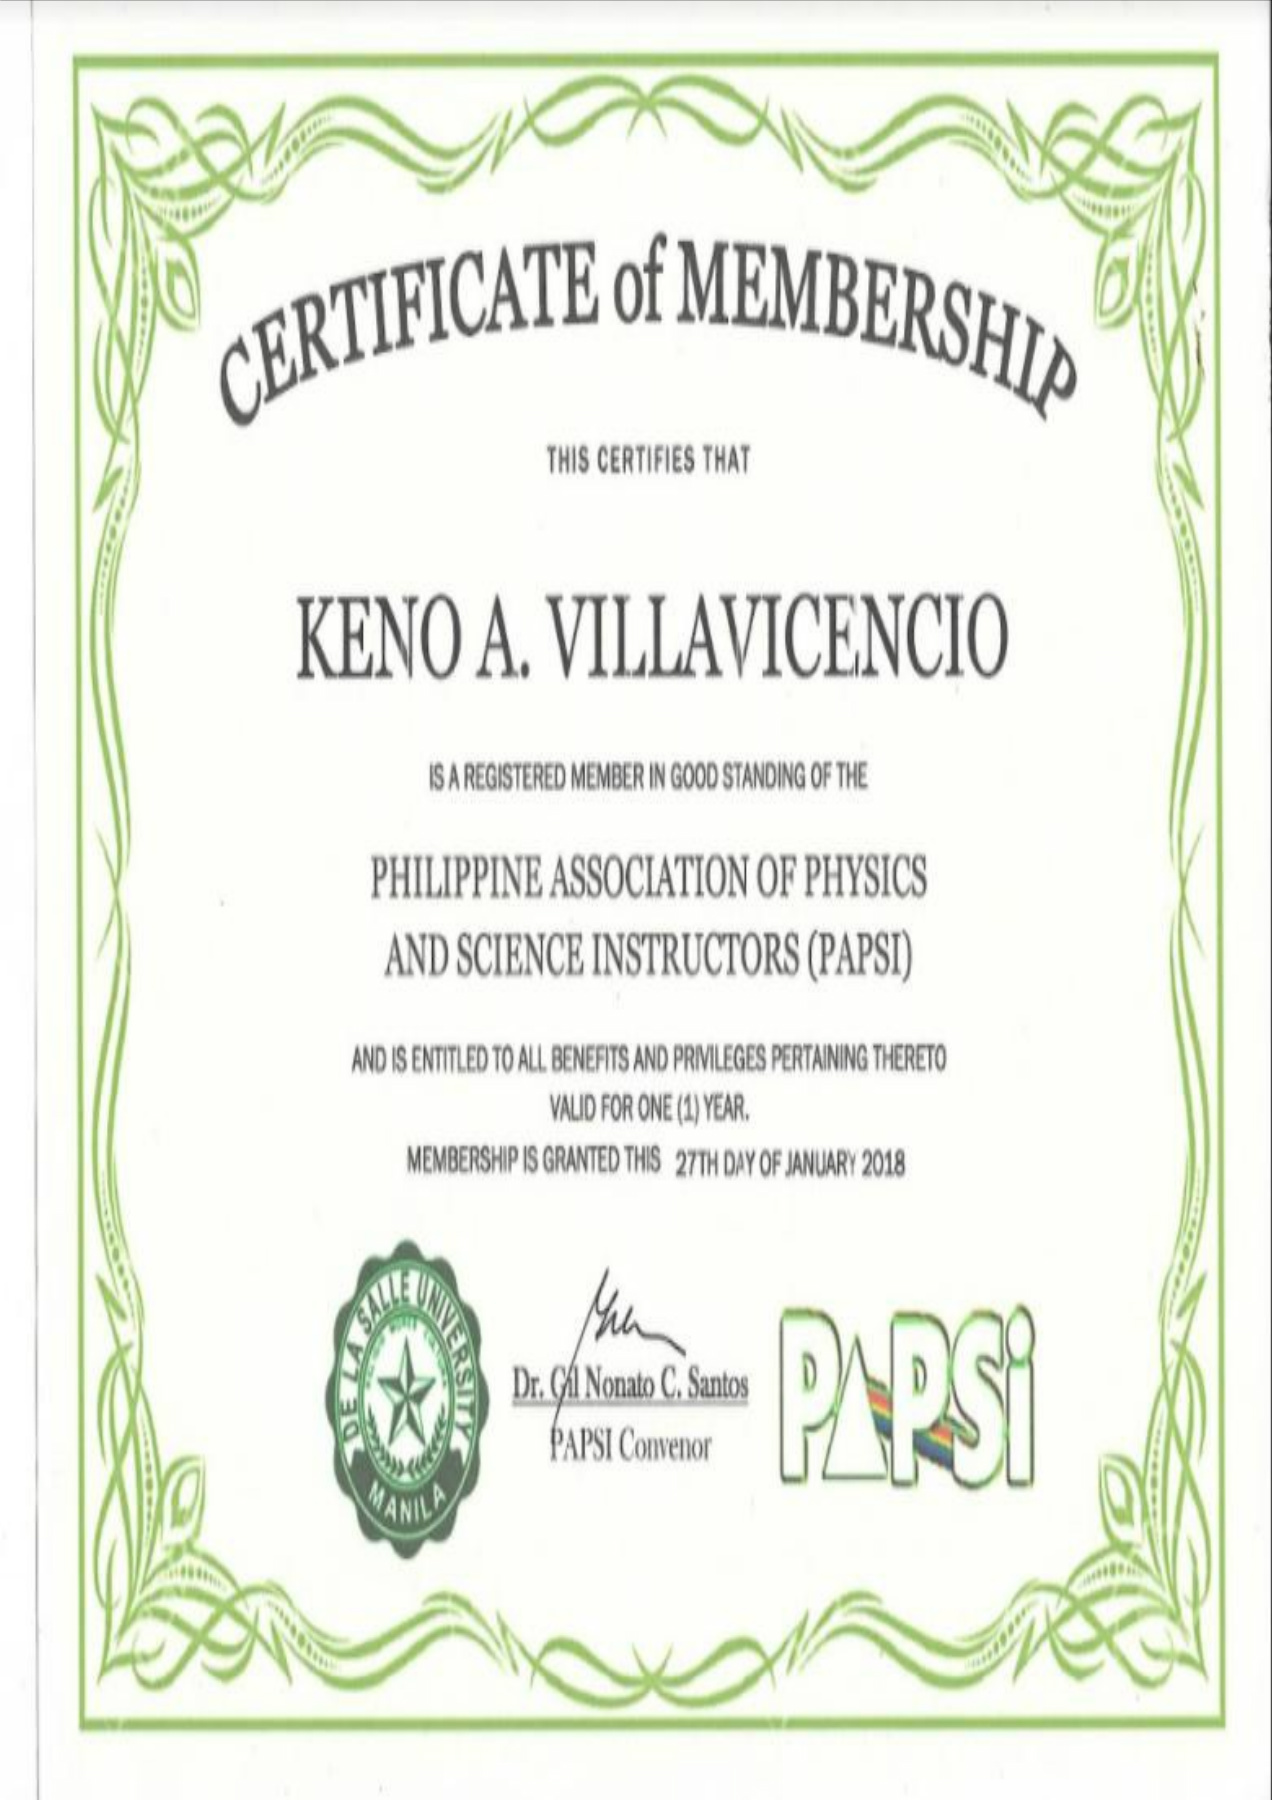 CERTIFICATE of MEMBERSHIP
THIS CERTIFIES THAT
KENO A. VILLAVICENCIO
IS A REGISTERED MEMBER IN GOOD STANDING OF THE
PHILIPPINE ASSOCIATION OF PHYSICS
AND SCIENCE INSTRUCTORS (PAPSI)
AND IS ENTITLED TO ALL BENEFITS AND PRIVILEGES PERTAINING THERETO
VALID FOR ONE (1) YEAR.
MEMBERSHIP IS GRANTED THIS 27TH DAY OF JANUARY 2018
DE LA SALLE UNIVERSITY
MANILA
Dr. Gil Nonato C. Santos
PAPSI Convenor
PAPSi